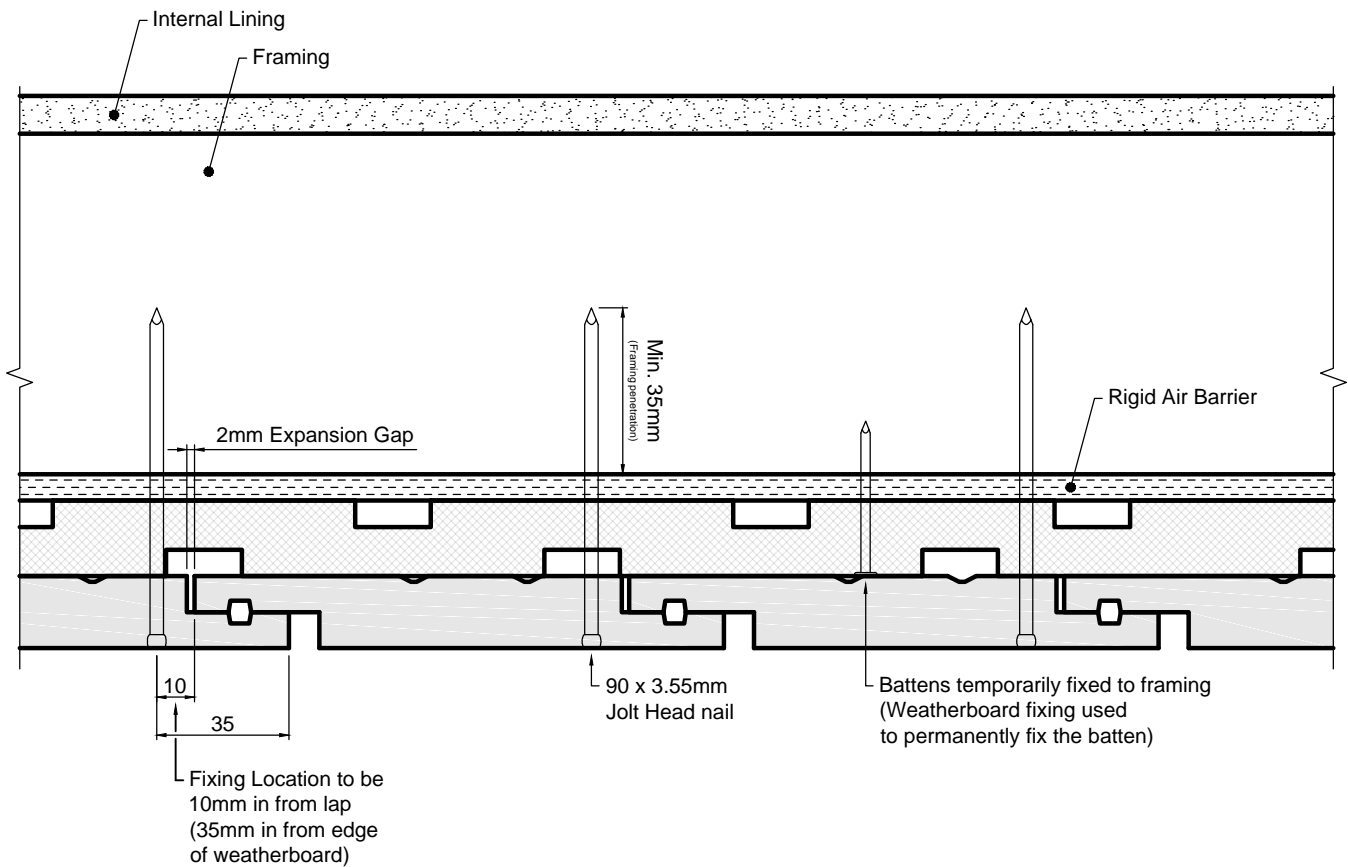 Internal Lining
Framing
Min. 35mm
(Framing penetration)
Rigid Air Barrier
2mm Expansion Gap
10
35
90 x 3.55mm
Jolt Head nail
Battens temporarily fixed to framing
(Weatherboard fixing used
to permanently fix the batten)
Fixing Location to be
10mm in from lap
(35mm in from edge
of weatherboard)